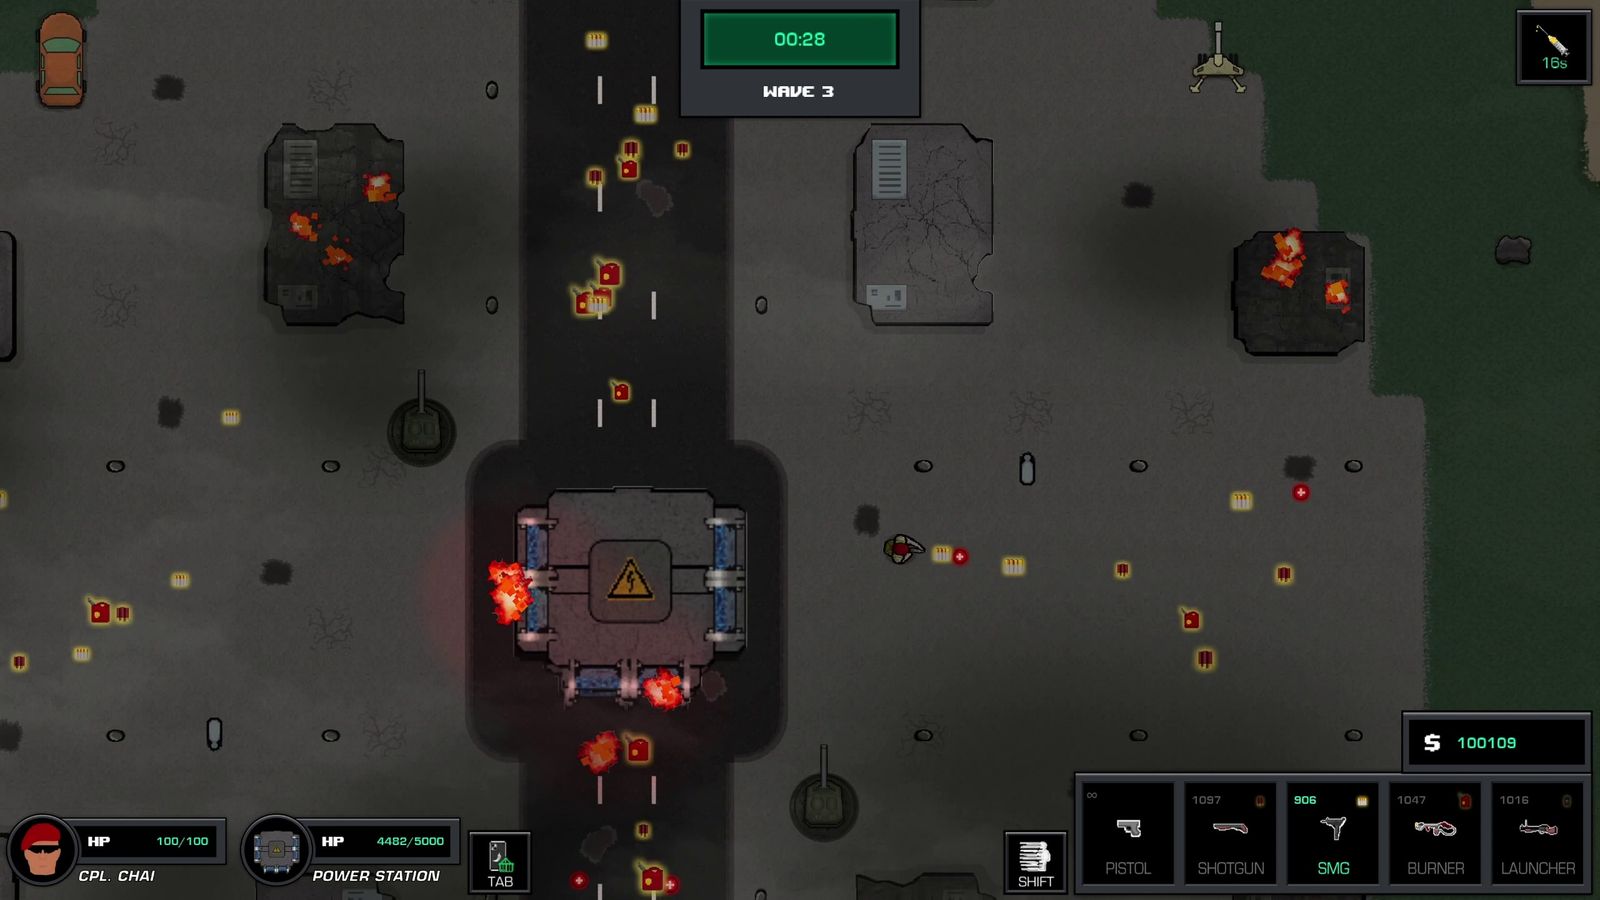 00:28
WAVE 3
16s
$ 100109
∞
1097
906
1047
1016
PISTOL
SHOTGUN
SMG
BURNER
LAUNCHER
HP 100/100
CPL. CHAI
HP 4482/5000
POWER STATION
TAB
SHIFT